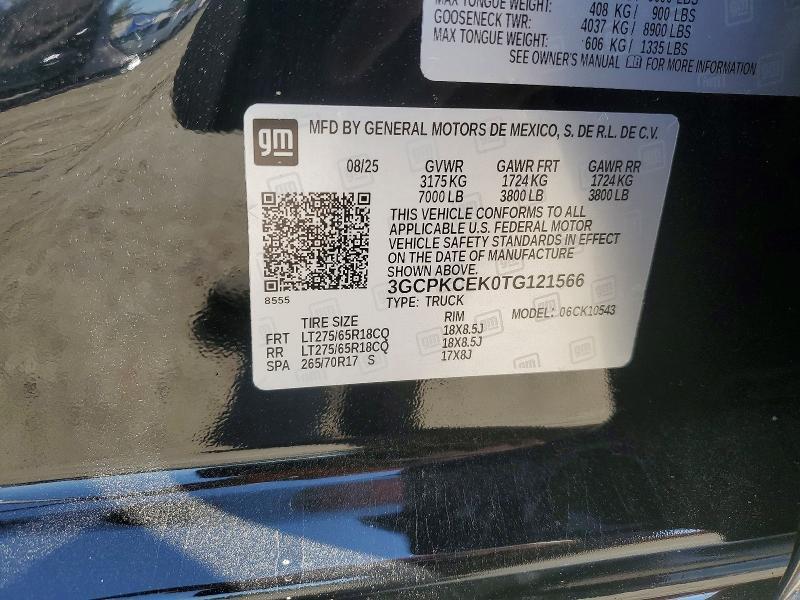 MAX TONGUE WEIGHT: 408 KG / 900 LBS
GOOSENECK TWR: 4037 KG / 8900 LBS
MAX TONGUE WEIGHT: 606 KG / 1335 LBS
SEE OWNER'S MANUAL FOR MORE INFORMATION
gm MFD BY GENERAL MOTORS DE MEXICO, S. DE R.L. DE C.V.
08/25 GVWR GAWR FRT GAWR RR
3175 KG 1724 KG 1724 KG
7000 LB 3800 LB 3800 LB
THIS VEHICLE CONFORMS TO ALL
APPLICABLE U.S. FEDERAL MOTOR
VEHICLE SAFETY STANDARDS IN EFFECT
ON THE DATE OF MANUFACTURE
SHOWN ABOVE.
8555
3GCPKCEK0TG121566
TYPE: TRUCK
TIRE SIZE RIM MODEL: 06CK10543
FRT LT275/65R18CQ 18X8.5J
RR LT275/65R18CQ 18X8.5J
SPA 265/70R17 S 17X8J